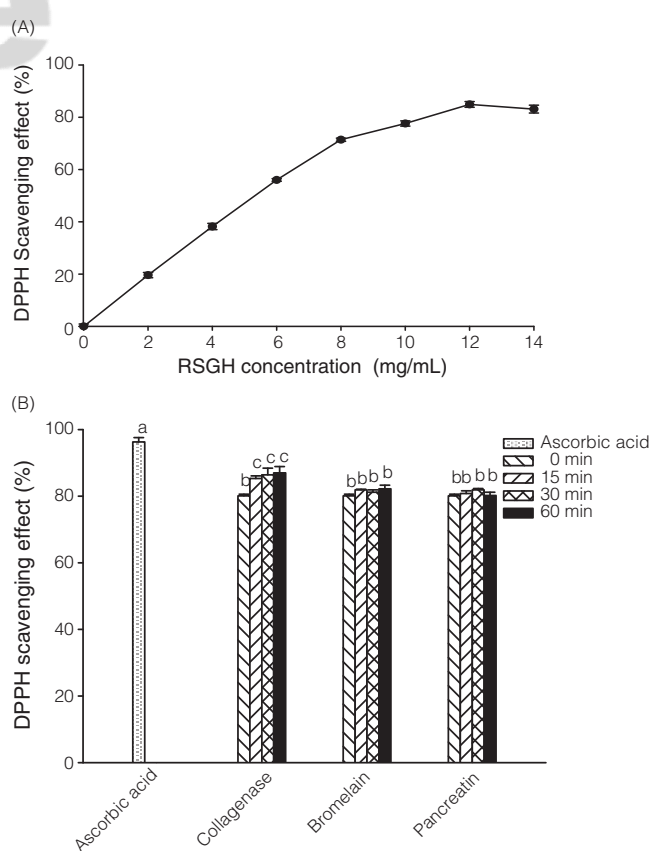 (A)
DPPH Scavenging effect (%)
100
80
60
40
20
0
0 2 4 6 8 10 12 14
RSGH concentration (mg/mL)
(B)
DPPH scavenging effect (%)
100
80
60
40
20
0
a
b c c c
b b b b
b b b b
Ascorbic acid
0 min
15 min
30 min
60 min
Ascorbic acid
Collagenase
Bromelain
Pancreatin